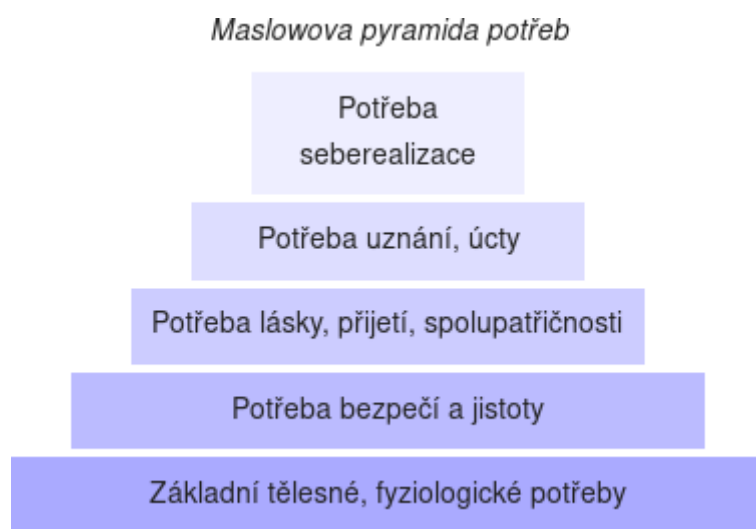 Maslowova pyramida potřeb
Potřeba
seberealizace
Potřeba uznání, úcty
Potřeba lásky, přijetí, spolupatřičnosti
Potřeba bezpečí a jistoty
Základní tělesné, fyziologické potřeby